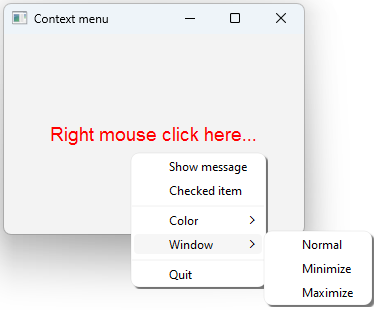 Context menu
Right mouse click here...
Show message
Checked item
Color
Window
Normal
Minimize
Maximize
Quit